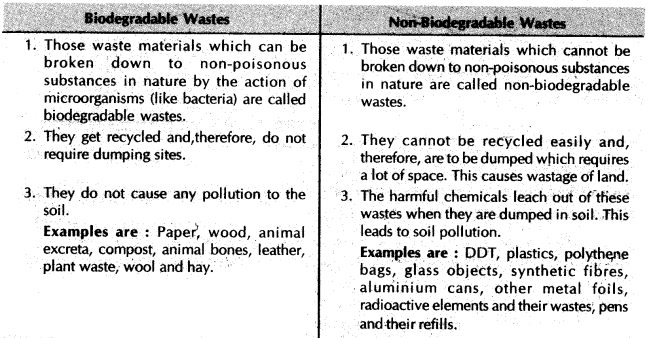 Biodegradable Wastes
1. Those waste materials which can be
broken down to non-poisonous
substances in nature by the action of
microorganisms (like bacteria) are called
biodegradable wastes.
2. They get recycled and,therefore, do not
require dumping sites.
3. They do not cause any pollution to the
soil.
Examples are : Paper, wood, animal
excreta, compost, animal bones, leather,
plant waste, wool and hay.
Non-Biodegradable Wastes
1. Those waste materials which cannot be
broken down to non-poisonous substances
in nature are called non-biodegradable
wastes.
2. They cannot be recycled easily and,
therefore, are to be dumped which requires
a lot of space. This causes wastage of land.
3. The harmful chemicals leach out of these
wastes when they are dumped in soil. This
leads to soil pollution.
Examples are : DDT, plastics, polythene
bags, glass objects, synthetic fibres,
aluminium cans, other metal foils,
radioactive elements and their wastes, pens
and their refills.